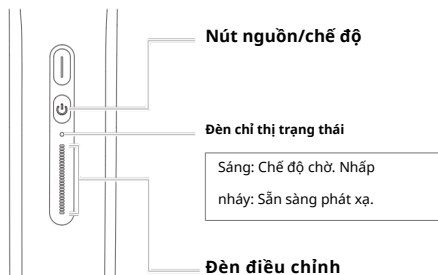 Nút nguồn/chế độ
Đèn chỉ thị trạng thái
Sáng: Chế độ chờ. Nhấp
nháy: Sẵn sàng phát xạ.
Đèn điều chỉnh